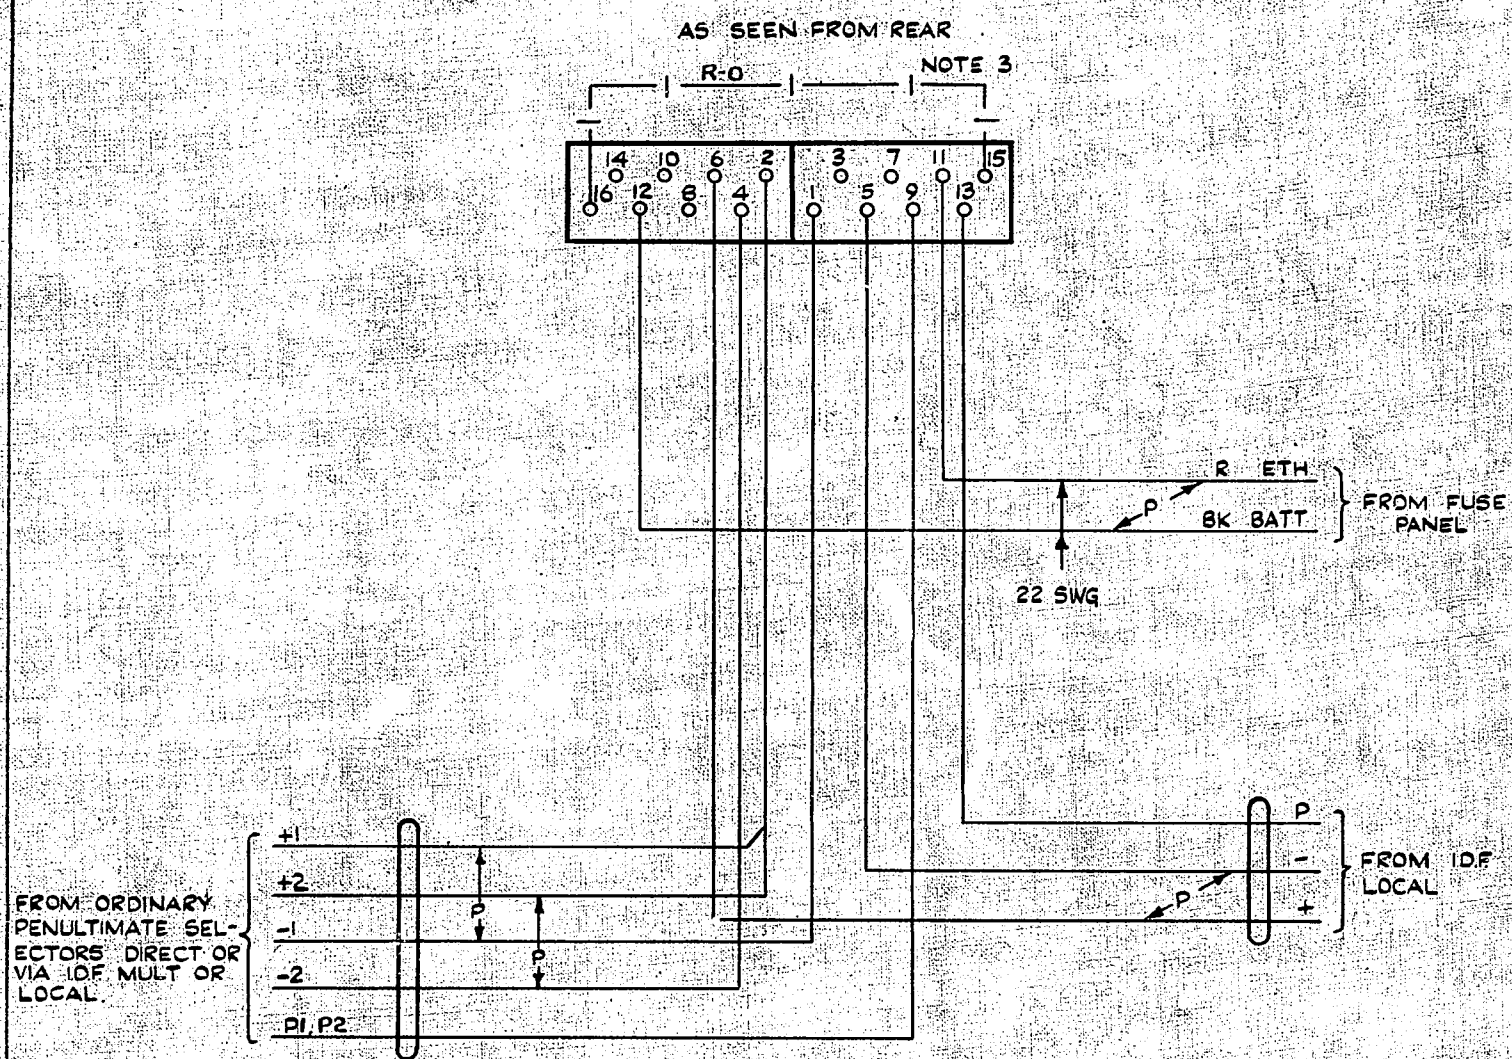 AS SEEN FROM REAR
R-O
NOTE 3
14 10 6 2 3 7 11 15
16 12 8 4 1 5 9 13
R ETH
P
BK BATT
FROM FUSE
PANEL
22 SWG
+1
+2
-1
-2
P1, P2
P
P
FROM ORDINARY
PENULTIMATE SEL-
ECTORS DIRECT OR
VIA I.D.F. MULT OR
LOCAL.
P
-
+
P
FROM I.D.F.
LOCAL